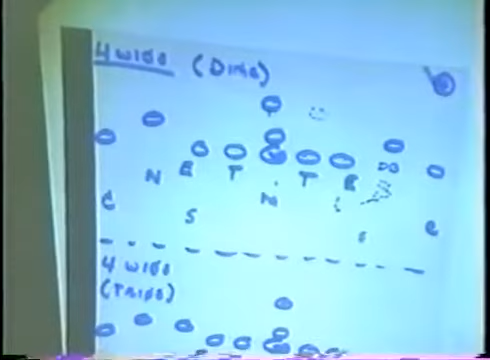 4 WIDE (DIME)
N E T T E
C S N C
4 WIDE
(TRIPS)